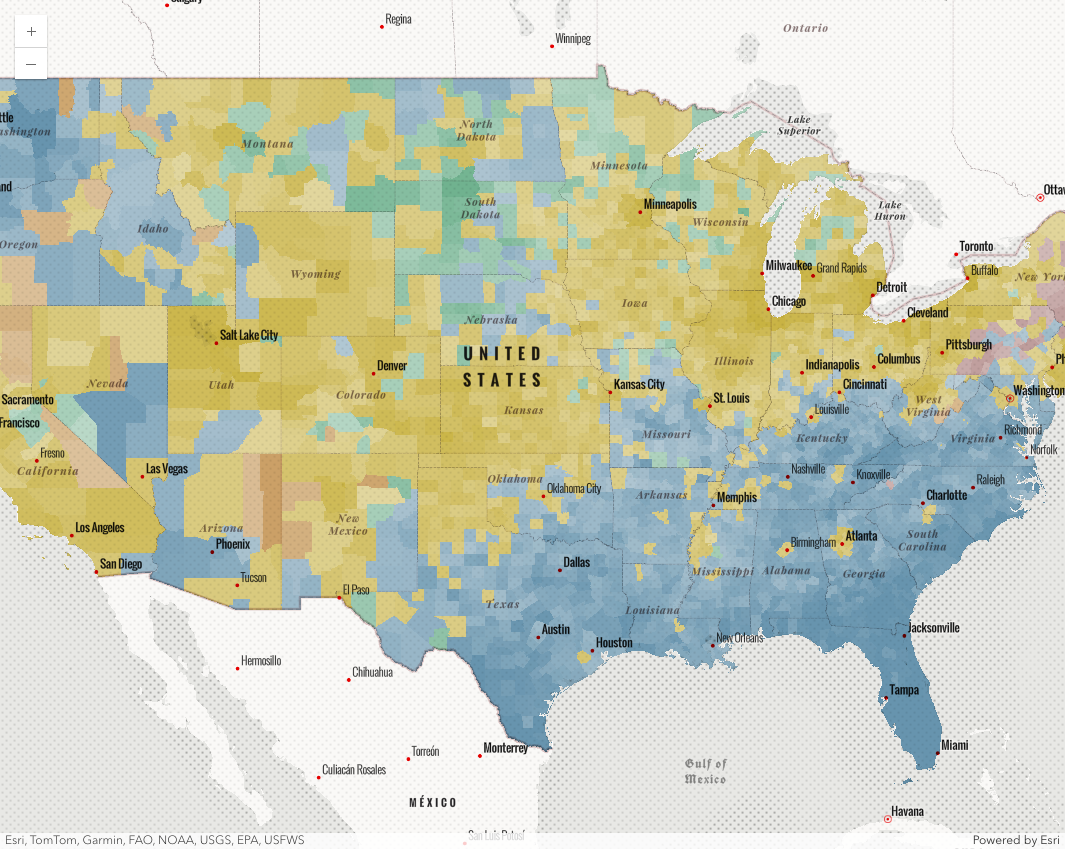 +
−
Calgary
Regina
Winnipeg
Ontario
ttle
ashington
Montana
North
Dakota
Lake
Superior
Minnesota
nd
Oregon
Idaho
South
Dakota
Minneapolis
Wisconsin
Lake
Huron
Ottaw
Toronto
Wyoming
Milwaukee
Grand Rapids
Buffalo
New York
Detroit
Iowa
Chicago
Cleveland
Nebraska
Salt Lake City
UNITED
STATES
Pittsburgh
Ph
Nevada
Utah
Denver
Colorado
Illinois
Indianapolis
Columbus
Kansas City
Cincinnati
Washington
Sacramento
Francisco
Kansas
St. Louis
Louisville
West
Virginia
Fresno
California
Las Vegas
Missouri
Kentucky
Virginia
Richmond
Norfolk
Oklahoma
Oklahoma City
Nashville
Knoxville
Raleigh
Arkansas
Memphis
Charlotte
Los Angeles
Arizona
New
Mexico
Phoenix
Birmingham
Atlanta
South
Carolina
San Diego
Tucson
Dallas
Mississippi
Alabama
Georgia
El Paso
Texas
Louisiana
Austin
Houston
New Orleans
Jacksonville
Hermosillo
Chihuahua
Tampa
Torreón
Monterrey
Miami
Culiacán Rosales
Gulf of
Mexico
MÉXICO
Havana
San Luis Potosí
Esri, TomTom, Garmin, FAO, NOAA, USGS, EPA, USFWS
Powered by Esri